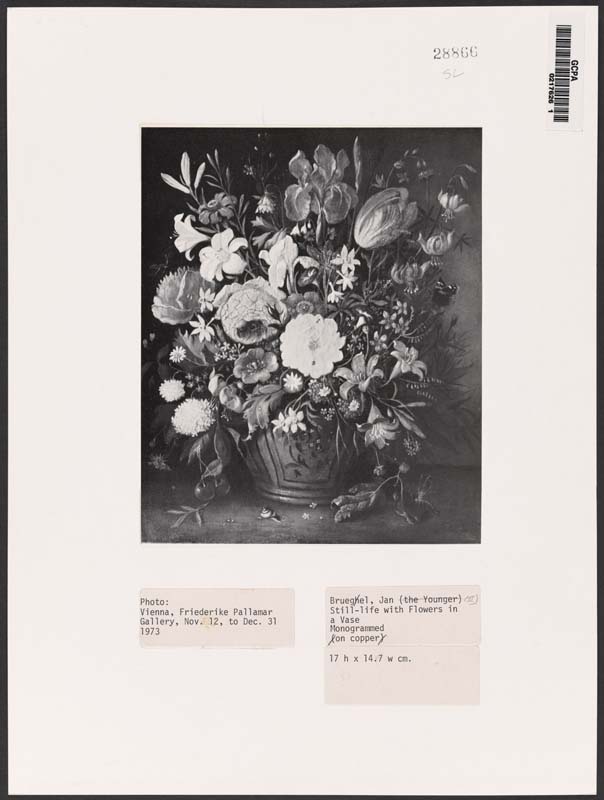 28866
SL
GCPA
0217626 1
Photo:
Vienna, Friederike Pallamar
Gallery, Nov. 12, to Dec. 31
1973
Brueghel, Jan (the Younger) (II)
Still-life with Flowers in
a Vase
Monogrammed
(on copper)
17 h x 14.7 w cm.